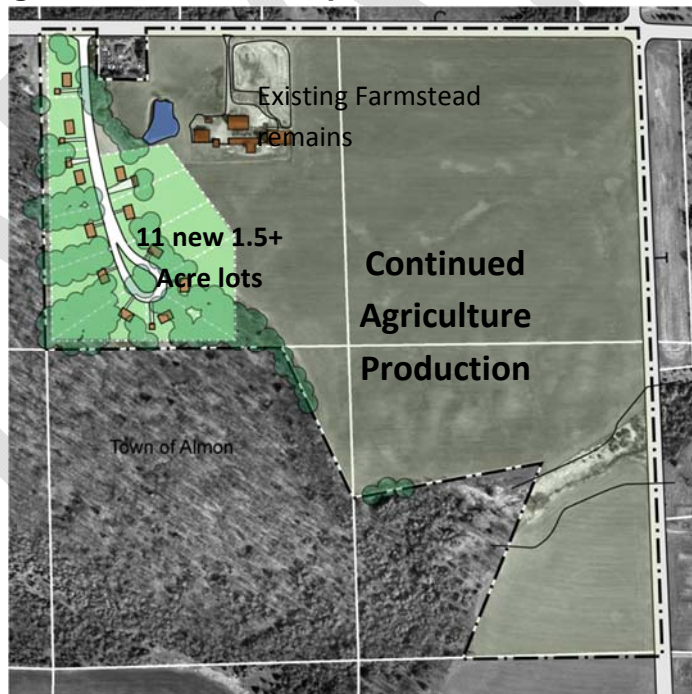 C
Existing Farmstead
remains
11 new 1.5+
Acre lots
Continued
Agriculture
Production
Town of Almon